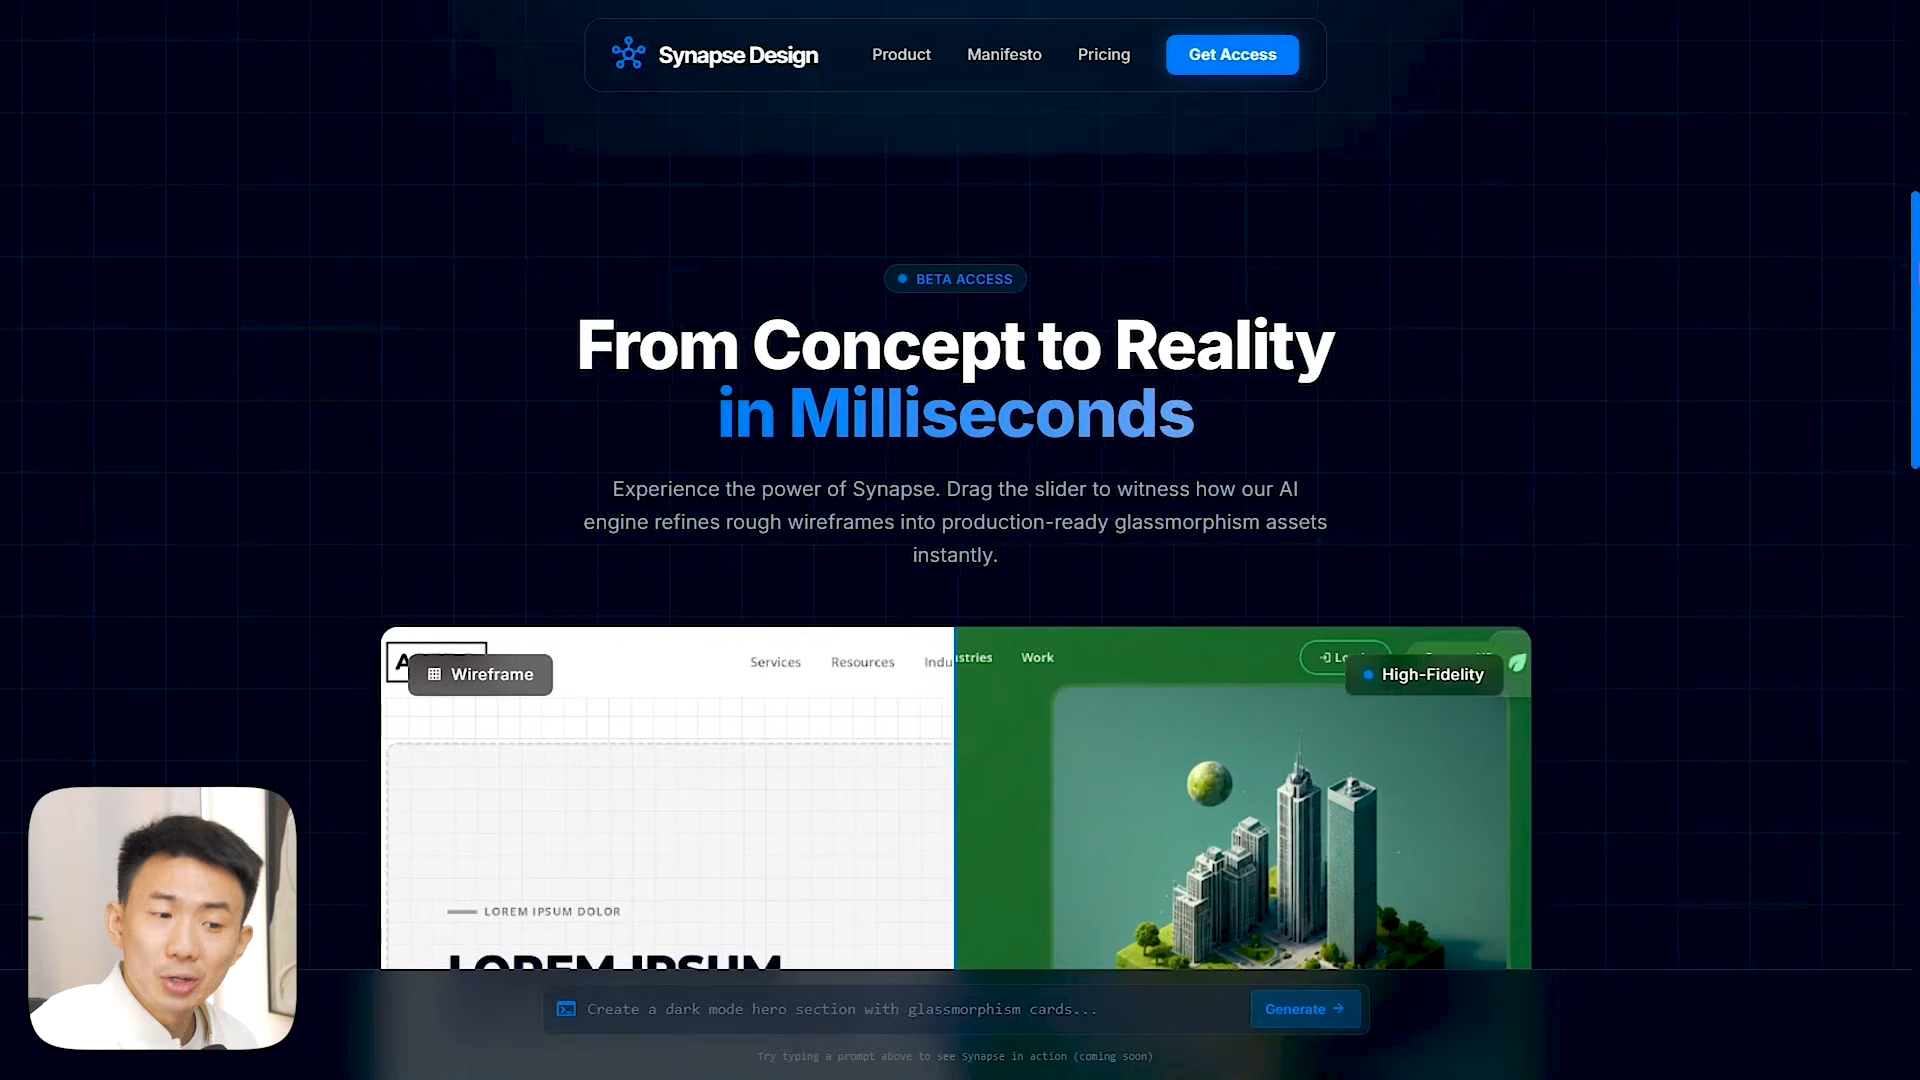 Synapse Design
Product
Manifesto
Pricing
Get Access
BETA ACCESS
From Concept to Reality
in Milliseconds
Experience the power of Synapse. Drag the slider to witness how our AI
engine refines rough wireframes into production-ready glassmorphism assets
instantly.
Wireframe
Services
Resources
Indu
stries
Work
High-Fidelity
LOREM IPSUM DOLOR
LOREM IPSUM
Create a dark mode hero section with glassmorphism cards...
Generate →
Try typing a prompt above to see Synapse in action (coming soon)